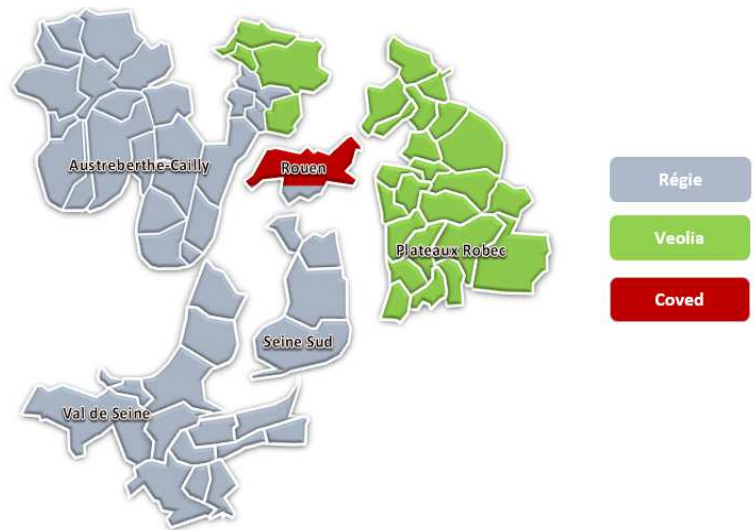 Austreberthe-Cailly
Rouen
Plateaux Robec
Seine Sud
Val de Seine
Régie
Veolia
Coved